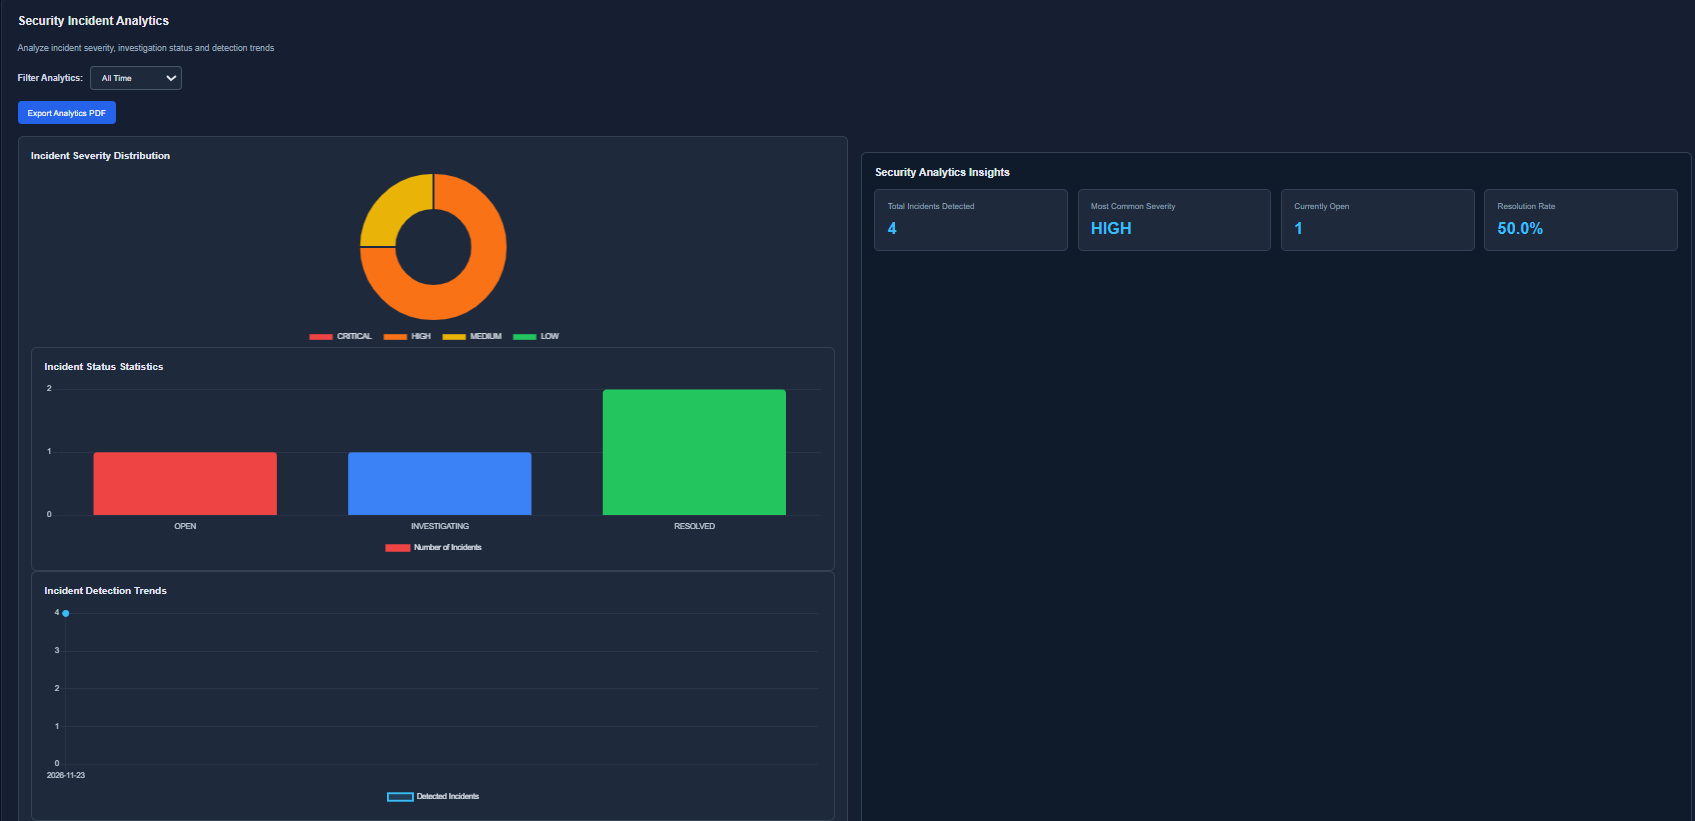 Security Incident Analytics
Analyze incident severity, investigation status and detection trends
Filter Analytics: All Time
Export Analytics PDF
Incident Severity Distribution
CRITICAL HIGH MEDIUM LOW
Incident Status Statistics
2
1
0
OPEN INVESTIGATING RESOLVED
Number of Incidents
Incident Detection Trends
4
3
2
1
0
2026-11-23
Detected Incidents
Security Analytics Insights
Total Incidents Detected
4
Most Common Severity
HIGH
Currently Open
1
Resolution Rate
50.0%